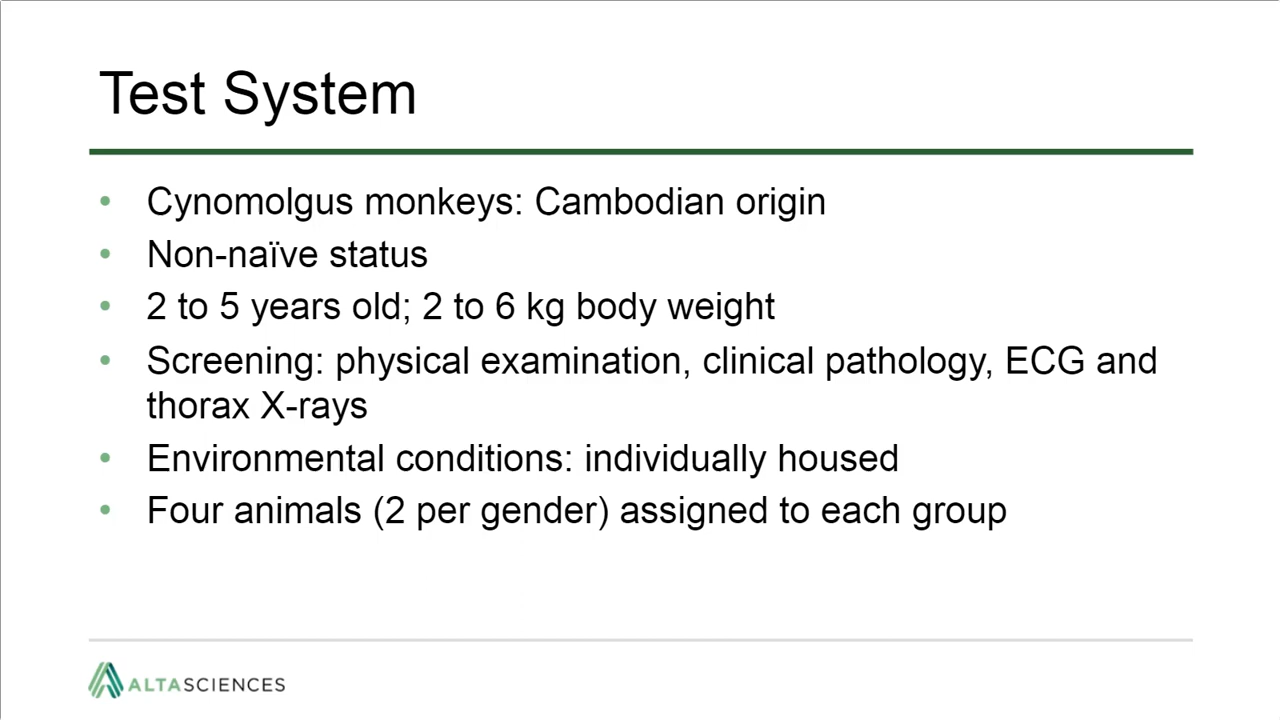 Test System
• Cynomolgus monkeys: Cambodian origin
• Non-naïve status
• 2 to 5 years old; 2 to 6 kg body weight
• Screening: physical examination, clinical pathology, ECG and
thorax X-rays
• Environmental conditions: individually housed
• Four animals (2 per gender) assigned to each group
ALTASCIENCES